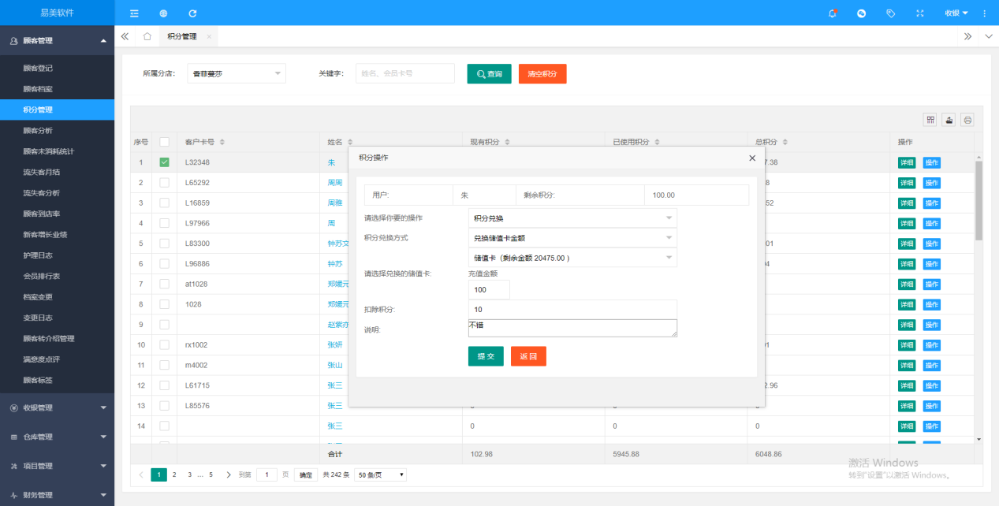 易美软件
收银
顾客管理
顾客登记
顾客档案
积分管理
顾客分析
顾客未消耗统计
流失客月结
流失客分析
顾客到店率
新客增长业绩
护理日志
会员排行表
档案变更
变更日志
顾客转介绍管理
满意度点评
顾客标签
收银管理
仓库管理
项目管理
财务管理
积分管理
所属分店: 香菲蔓莎 关键字: 姓名、会员卡号 查询 清空积分
序号 客户卡号 姓名 现有积分 已使用积分 总积分 操作
1 L32348 朱 7.38 详细 操作
2 L65292 周周 8 详细 操作
3 L16859 周雅 52 详细 操作
4 L97966 周 详细 操作
5 L83300 钟苏文 01 详细 操作
6 L96886 钟苏 详细 操作
7 at1028 郑媛元 详细 操作
8 1028 郑媛元 详细 操作
9 赵紫亦 详细 操作
10 rx1002 张妍 详细 操作
11 m4002 张山 详细 操作
12 L61715 张三 2.96 详细 操作
13 L85576 张三 详细 操作
14 张三 0 0 0 详细 操作
合计 102.98 5945.88 6048.86
1 2 3 … 5 到第 1 页 确定 共 242 条 50 条/页
积分操作
用户: 朱 剩余积分: 100.00
请选择你要的操作 积分兑换
积分兑换方式 兑换储值卡金额
储值卡（剩余金额 20475.00 ）
请选择兑换的储值卡: 充值金额
100
扣除积分: 10
说明: 不错
提 交 返 回
激活 Windows
转到"设置"以激活 Windows。